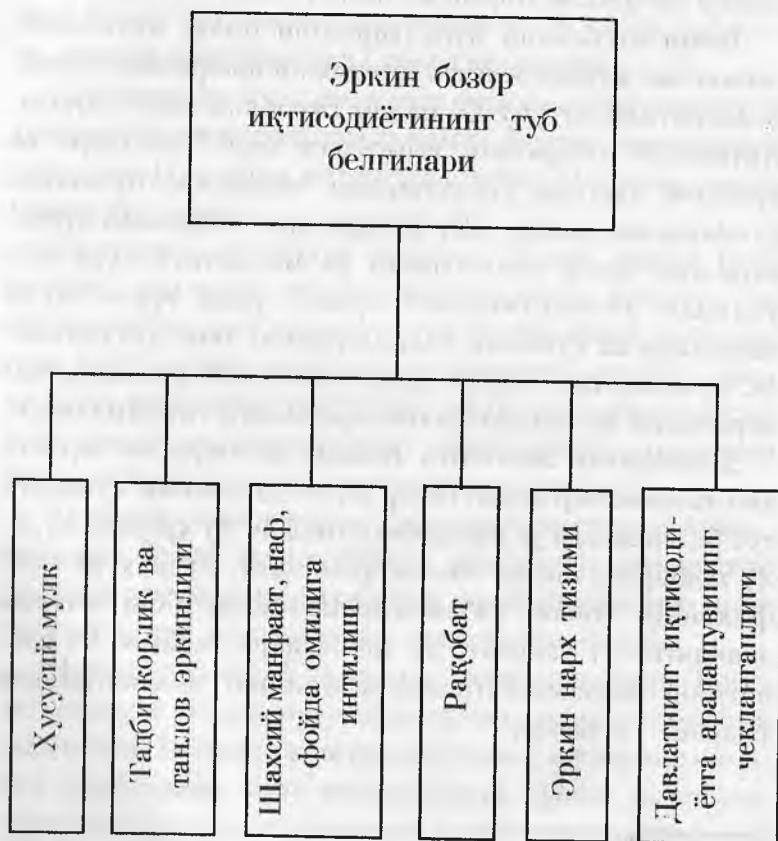 Эркин бозор
иқтисодиётининг туб
белгилари
Хусусий мулк
Тадбиркорлик ва
танлов эркинлиги
Шахсий манфаат, наф,
фойда омилига
интилиш
Рақобат
Эркин нарх тизими
Давлатнинг иқтисоди-
ётга аралашувининг
чекланганлиги